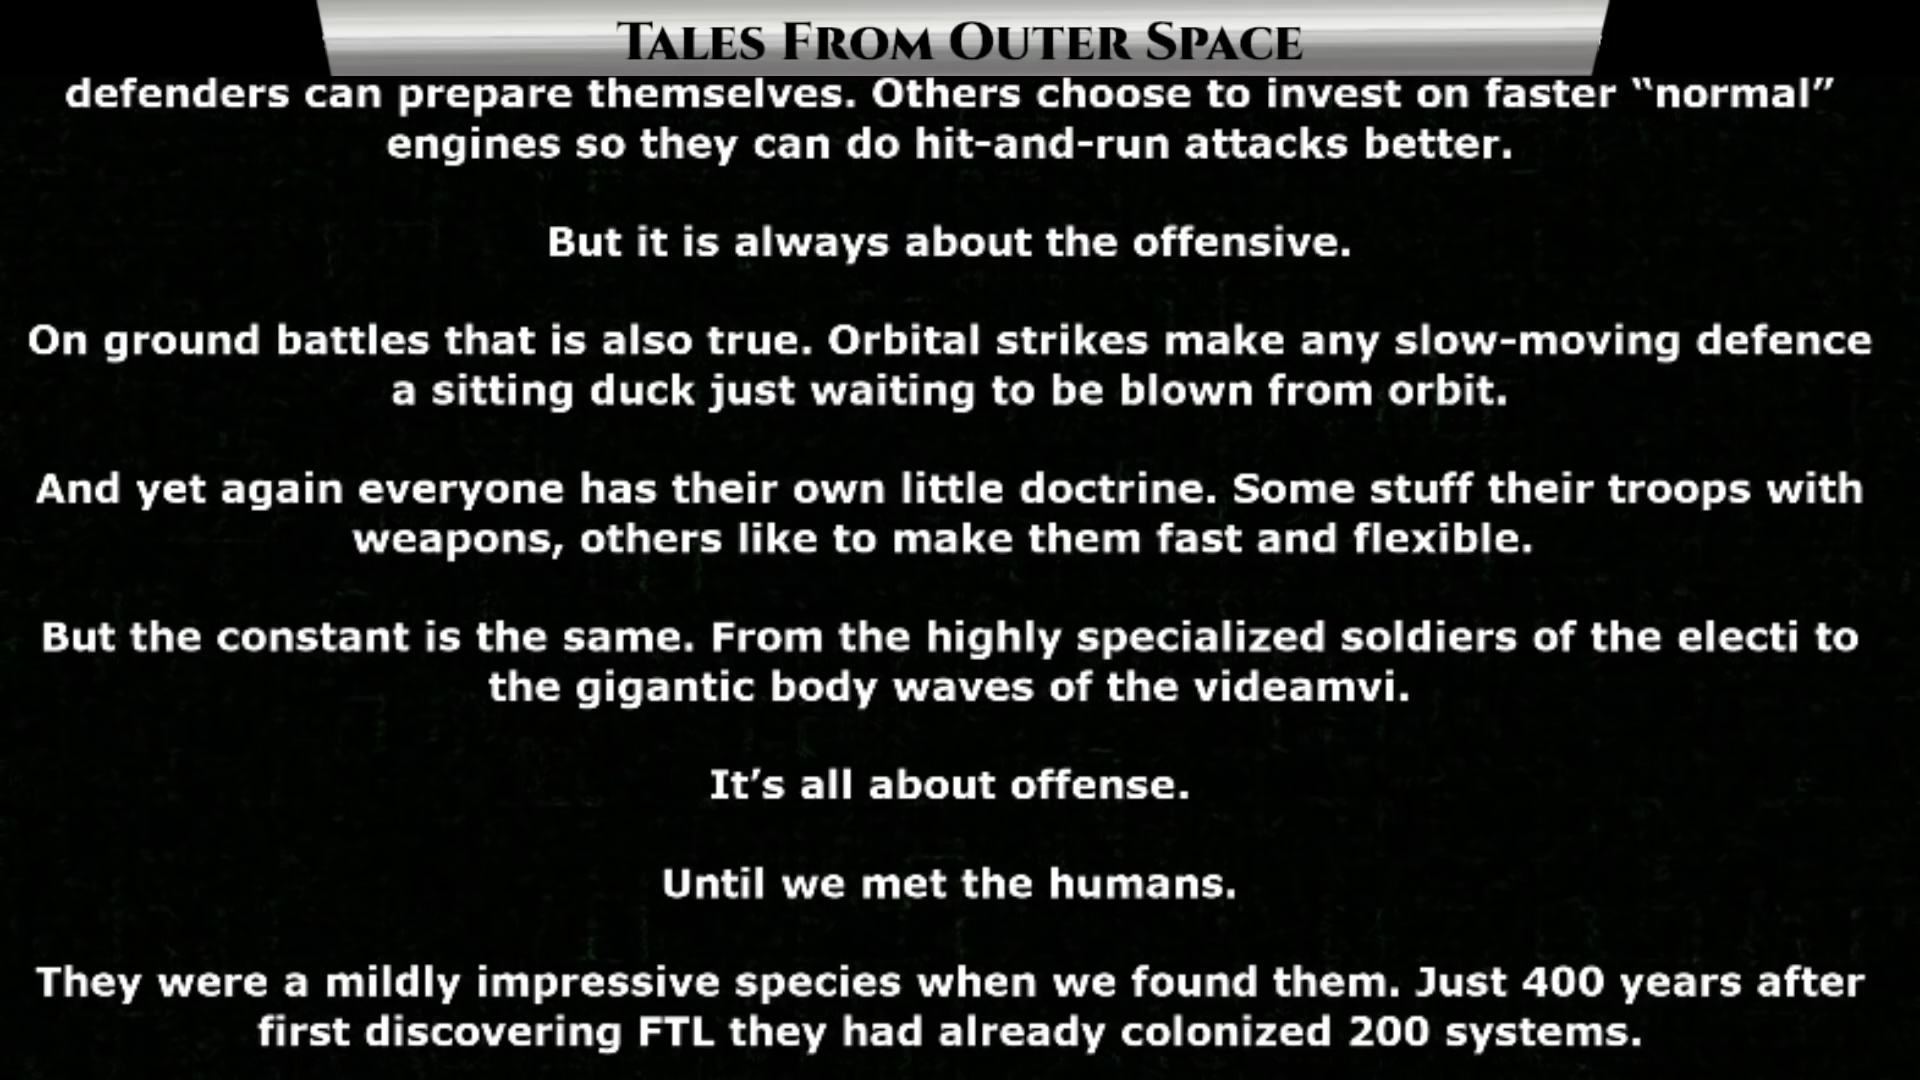 Tales From Outer Space
defenders can prepare themselves. Others choose to invest on faster “normal”
engines so they can do hit-and-run attacks better.
But it is always about the offensive.
On ground battles that is also true. Orbital strikes make any slow-moving defence
a sitting duck just waiting to be blown from orbit.
And yet again everyone has their own little doctrine. Some stuff their troops with
weapons, others like to make them fast and flexible.
But the constant is the same. From the highly specialized soldiers of the electi to
the gigantic body waves of the videamvi.
It’s all about offense.
Until we met the humans.
They were a mildly impressive species when we found them. Just 400 years after
first discovering FTL they had already colonized 200 systems.